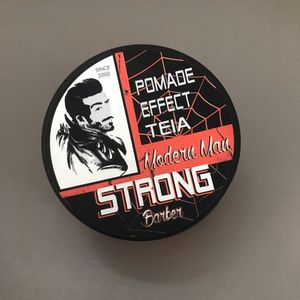 SINCE
2000
POMADE
EFFECT
TEIA
Modern Man
STRONG
Barber